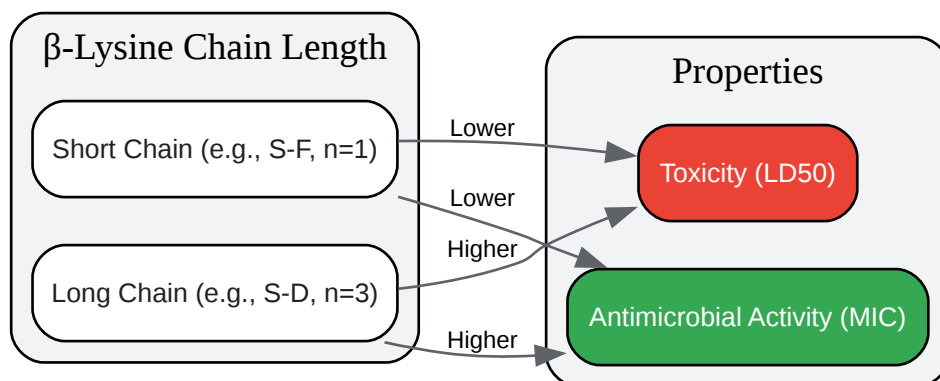 β-Lysine Chain Length
Properties
Short Chain (e.g., S-F, n=1)
Lower
Toxicity (LD50)
Lower
Higher
Long Chain (e.g., S-D, n=3)
Antimicrobial Activity (MIC)
Higher